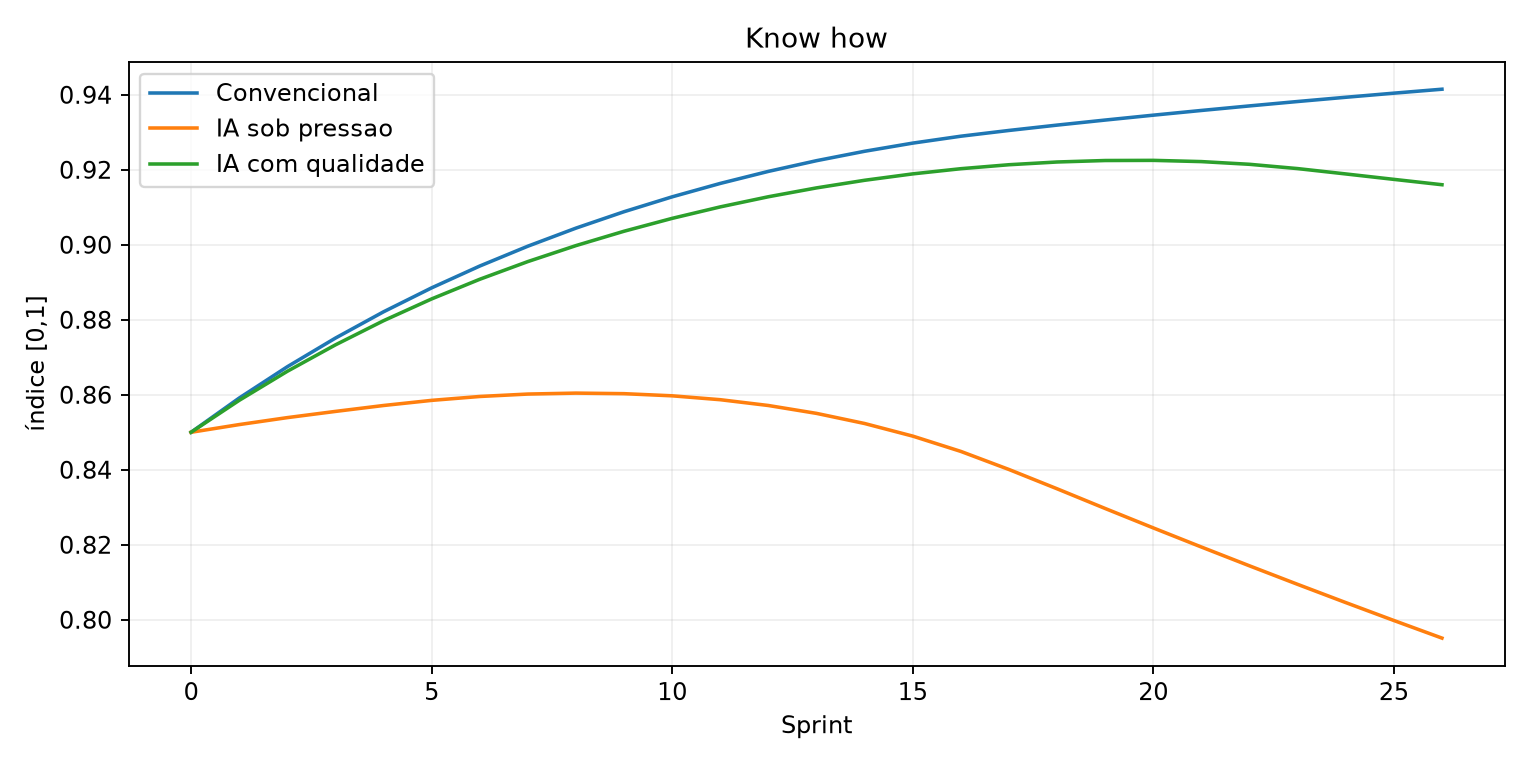 Know how
Convencional
IA sob pressao
IA com qualidade
0.94
0.92
0.90
0.88
0.86
0.84
0.82
0.80
índice [0,1]
0 5 10 15 20 25
Sprint